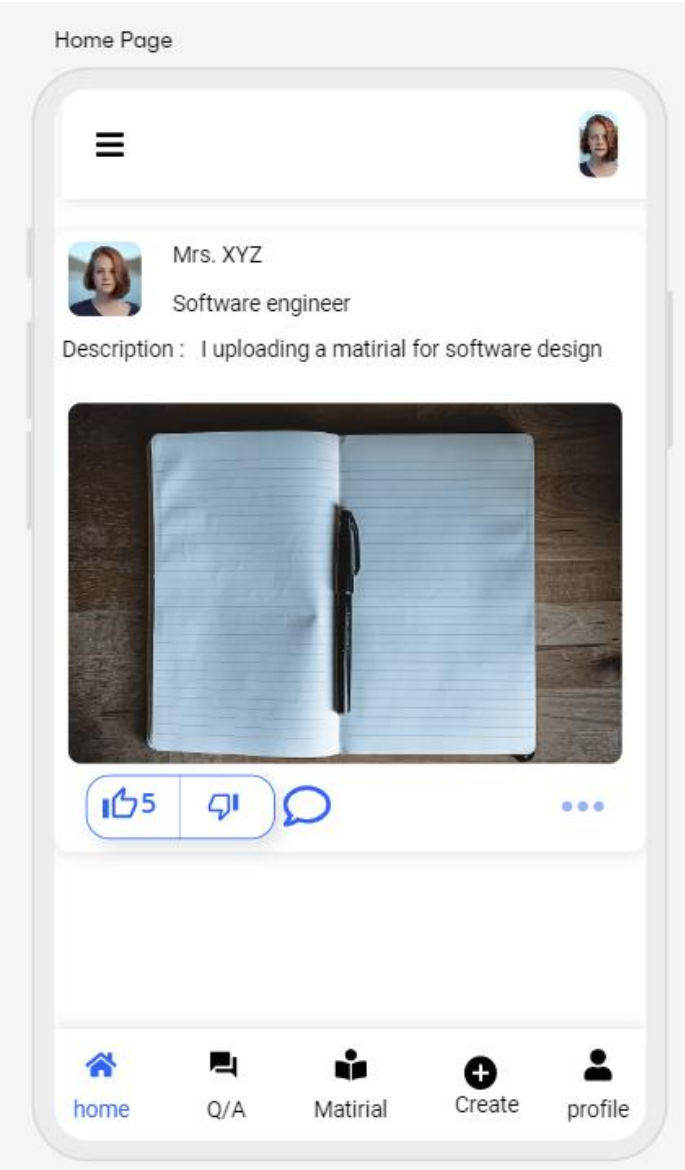 Home Page
Mrs. XYZ
Software engineer
Description : I uploading a matirial for software design
5
home Q/A Matirial Create profile